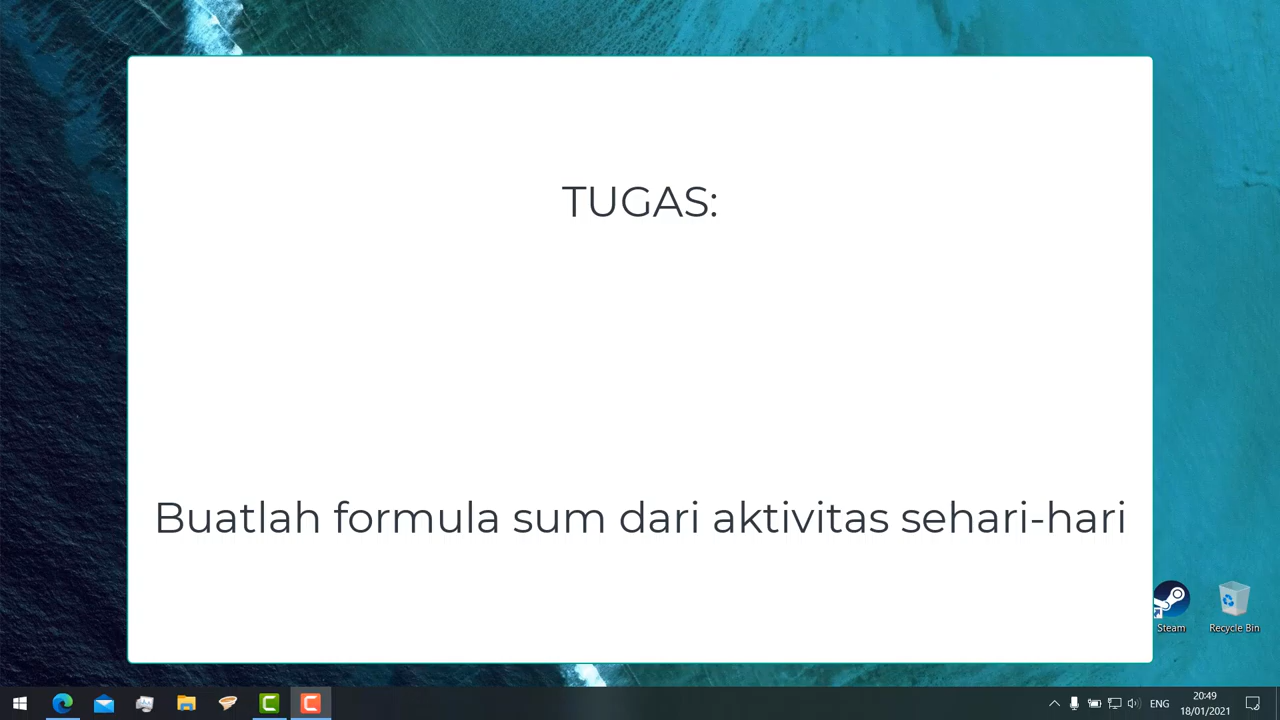 TUGAS:
Buatlah formula sum dari aktivitas sehari-hari
Steam
Recycle Bin
ENG
20:49
18/01/2021